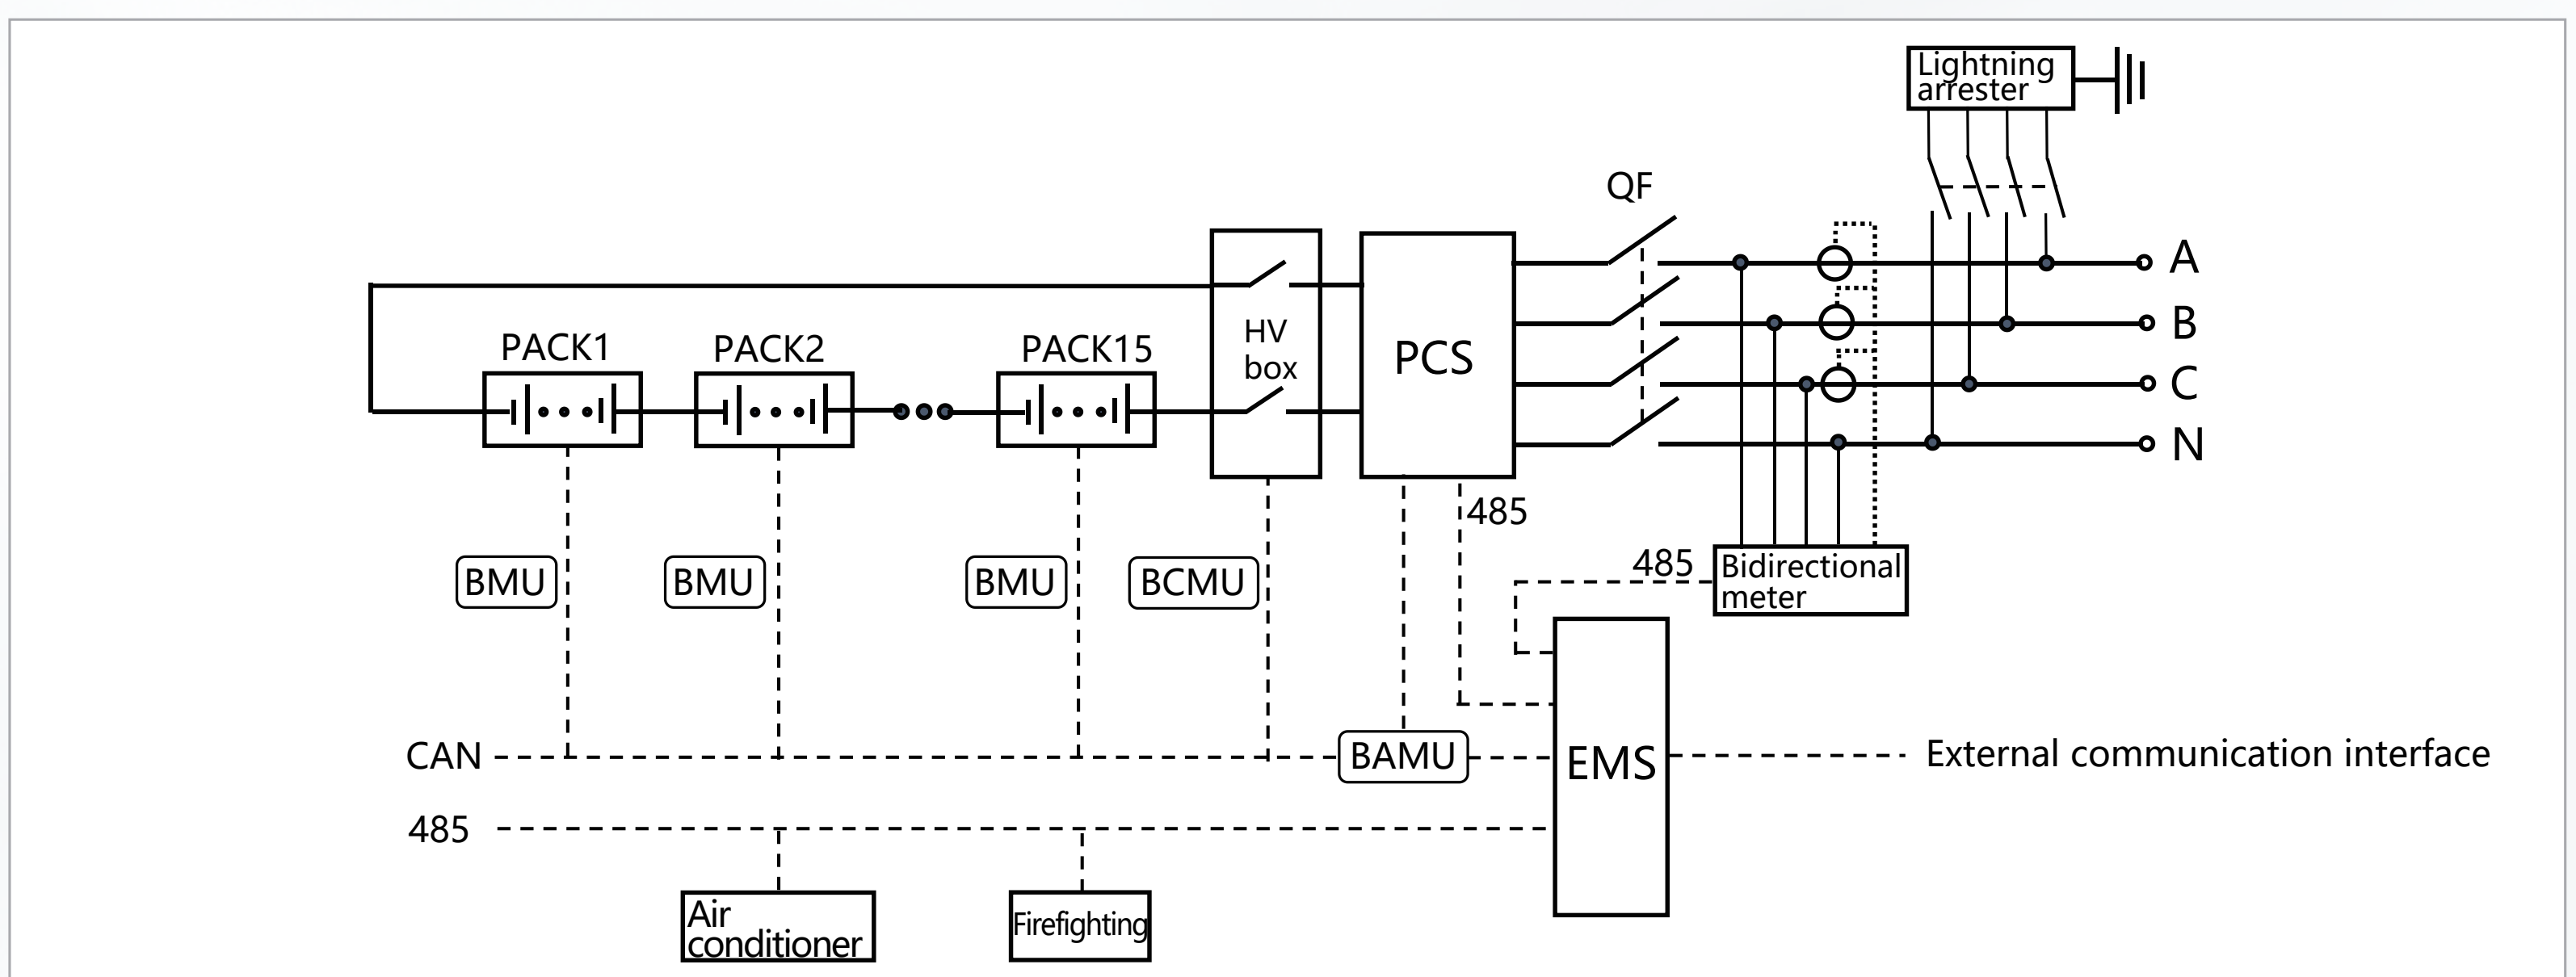 Lightning
arrester
QF
A
B
C
N
PACK1
PACK2
PACK15
HV
box
PCS
485
485
Bidirectional
meter
BMU
BMU
BMU
BCMU
CAN
BAMU
EMS
External communication interface
485
Air
conditioner
Firefighting